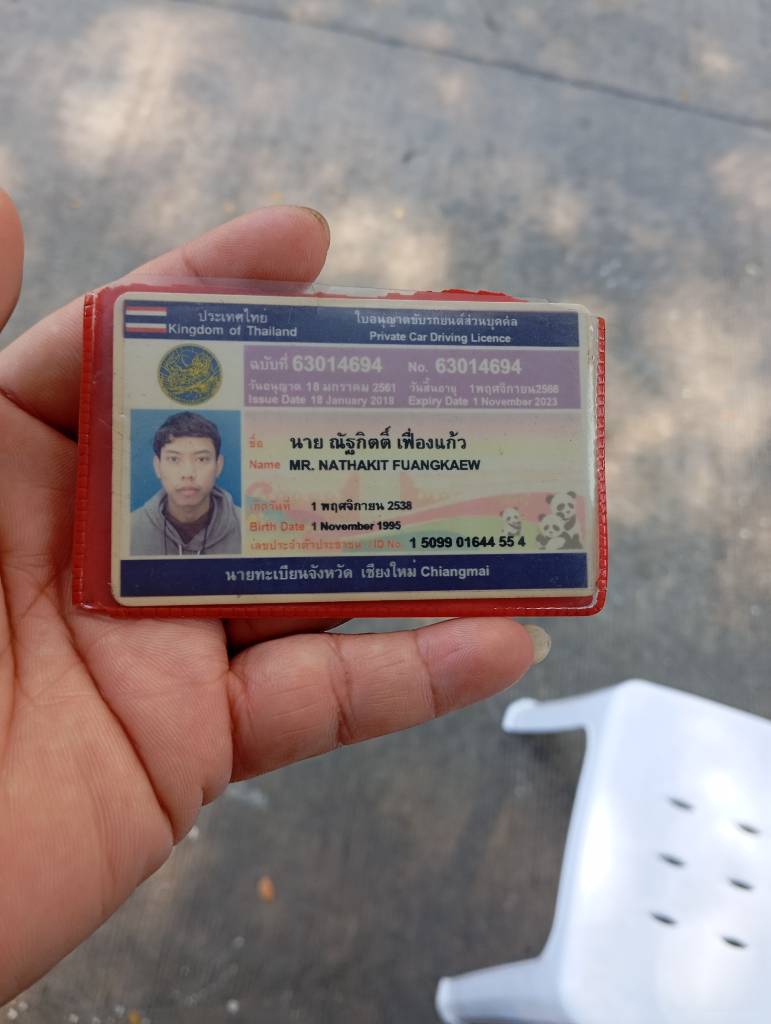 ประเทศไทย
Kingdom of Thailand
ใบอนุญาตขับรถยนต์ส่วนบุคคล
Private Car Driving Licence
ฉบับที่ 63014694 No. 63014694
วันอนุญาต 18 มกราคม 2561 วันสิ้นอายุ 1พฤศจิกายน2566
Issue Date 18 January 2018 Expiry Date 1 November 2023
ชื่อ นาย ณัฐกิตติ์ เฟื่องแก้ว
Name MR. NATHAKIT FUANGKAEW
เกิดวันที่ 1 พฤศจิกายน 2538
Birth Date 1 November 1995
เลขประจำตัวประชาชน ID No. 1 5099 01644 55 4
นายทะเบียนจังหวัด เชียงใหม่ Chiangmai